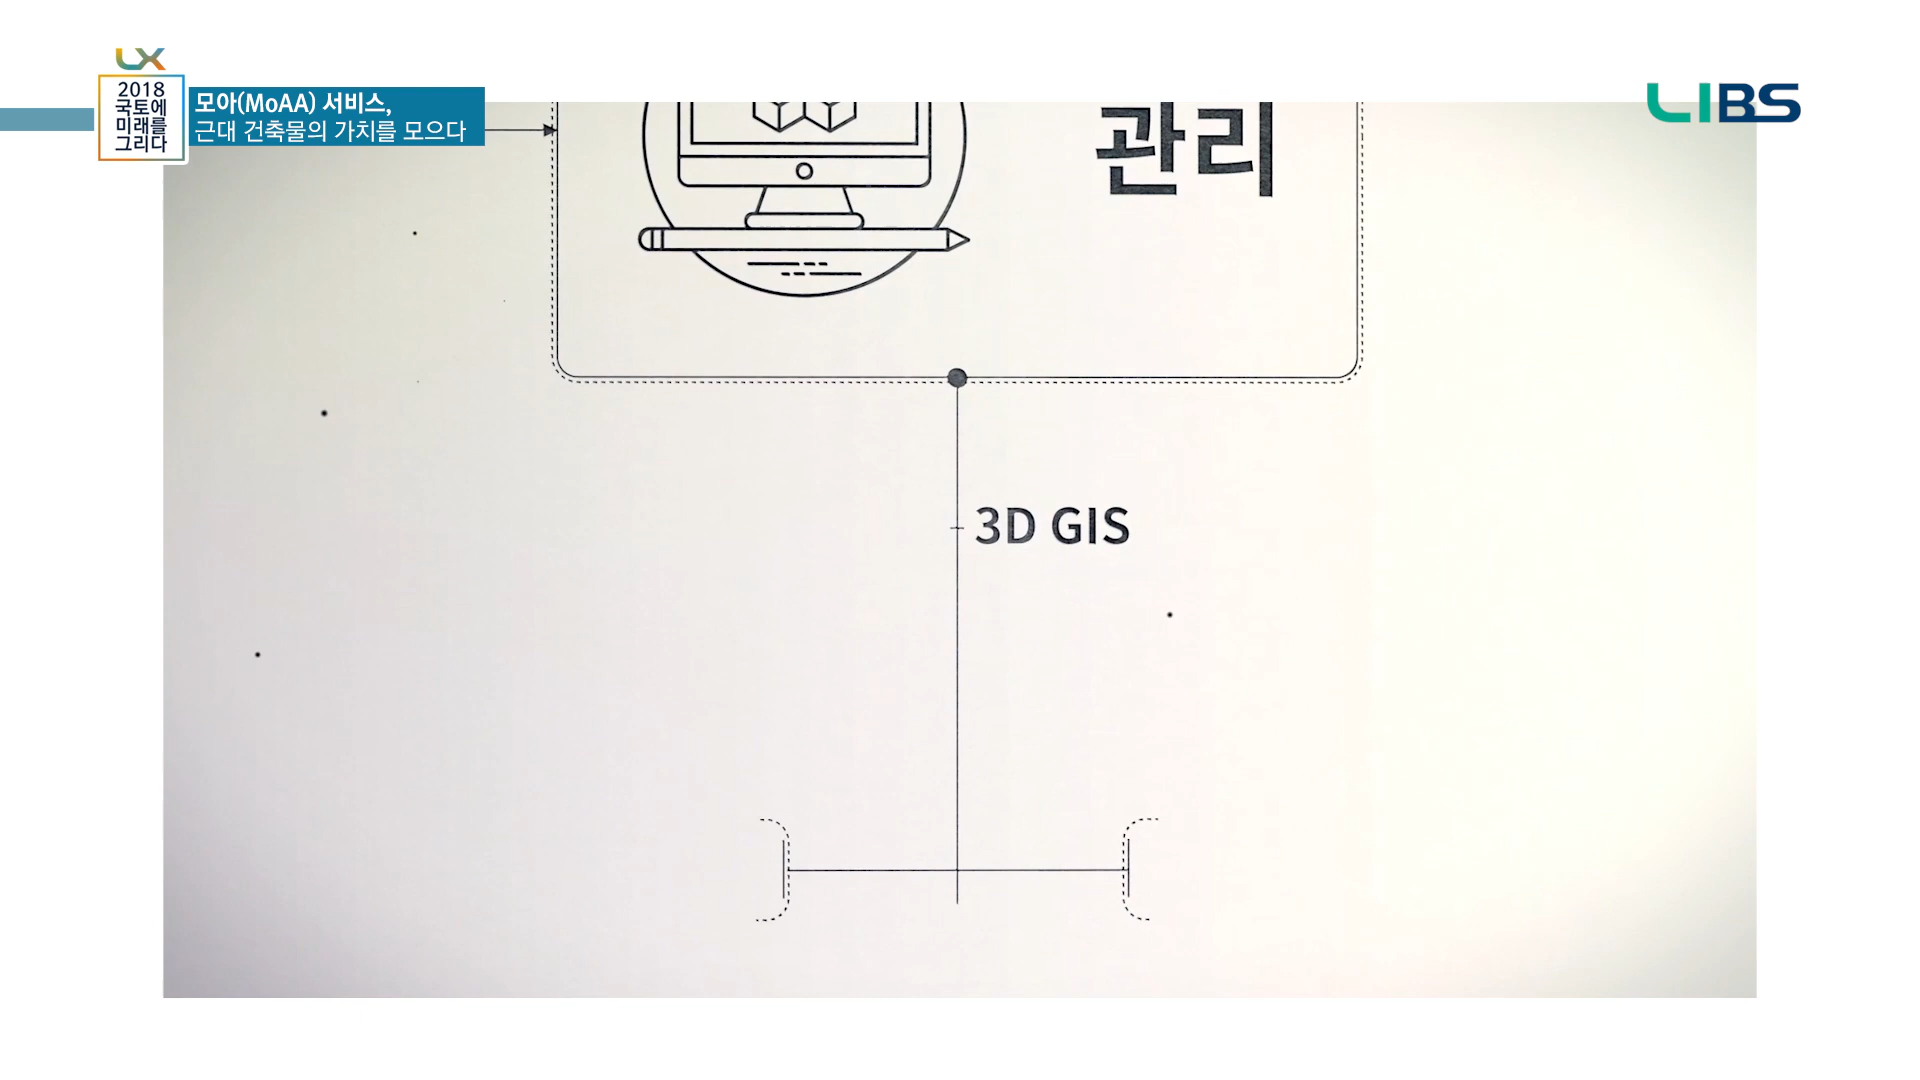 LX
2018
국토에
미래를
그리다
모아(MoAA) 서비스,
근대 건축물의 가치를 모으다
LIBS
관리
3D GIS